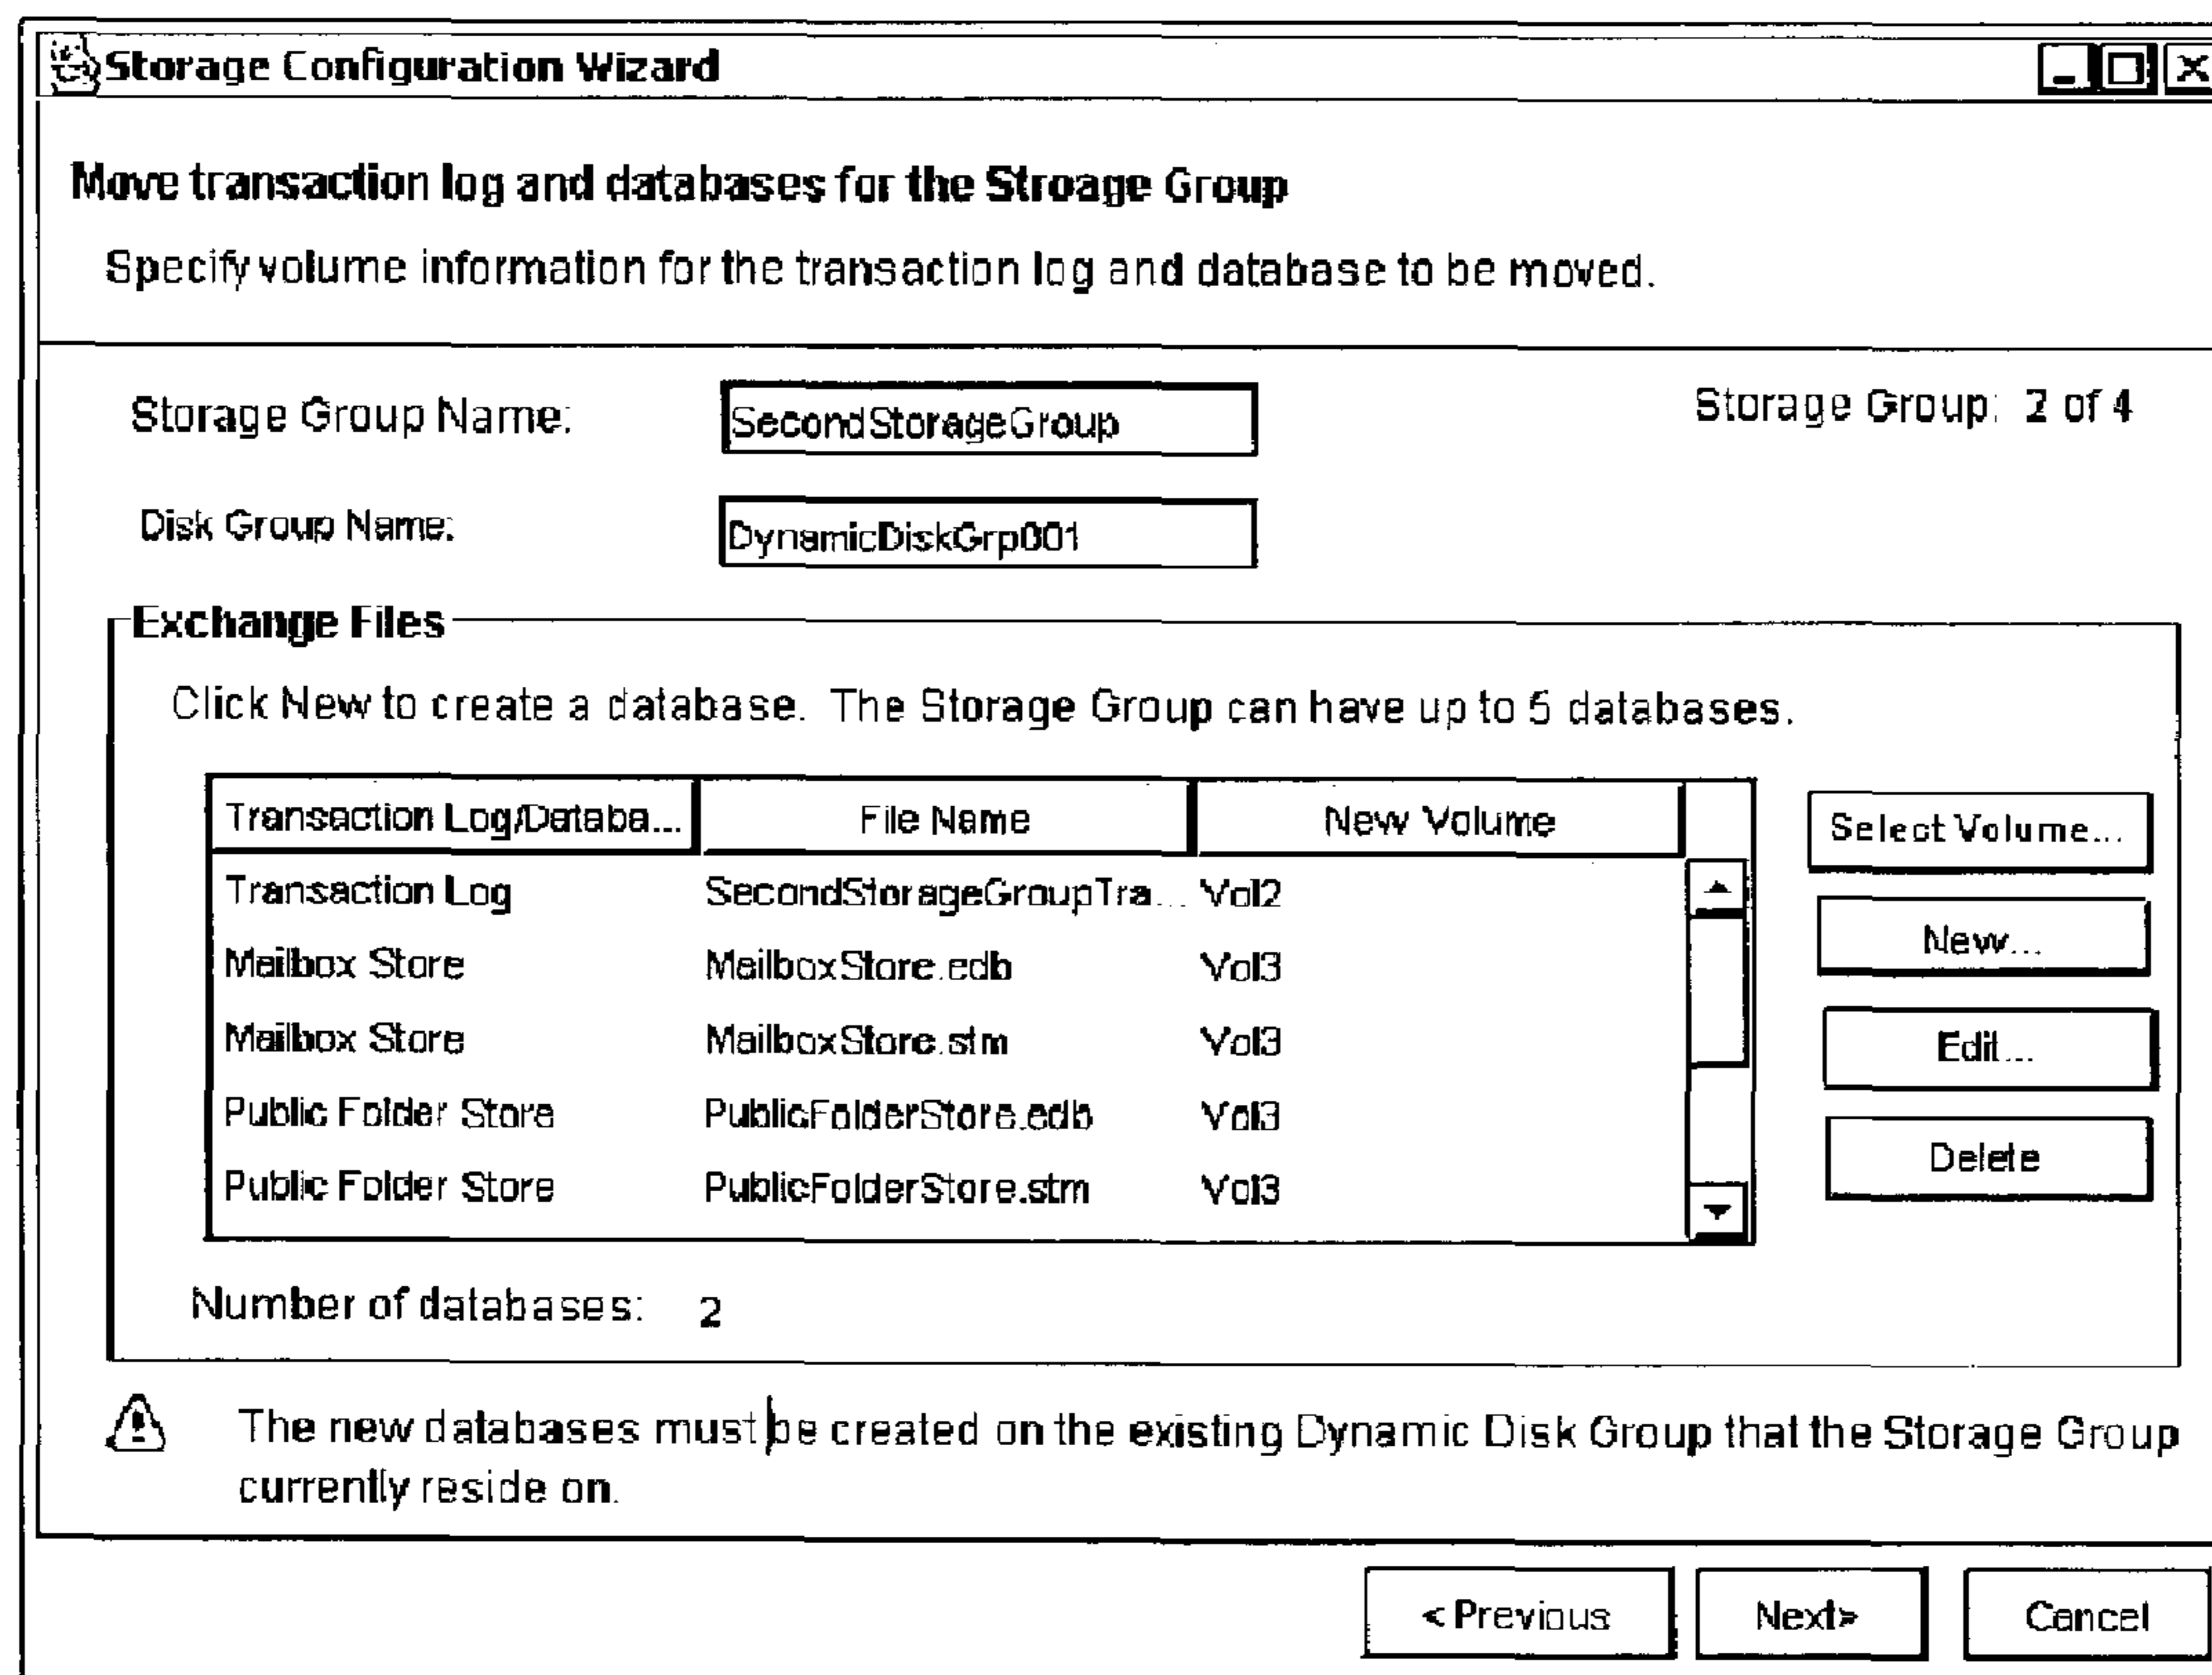 Storage Configuration Wizard
Move transaction log and databases for the Stroage Group
Specify volume information for the transaction log and database to be moved.
Storage Group Name: SecondStorageGroup Storage Group: 2 of 4
Disk Group Name: DynamicDiskGrp001
Exchange Files
Click New to create a database. The Storage Group can have up to 5 databases.
Transaction Log/Databa... File Name New Volume
Select Volume...
Transaction Log SecondStorageGroupTra... Vol2
New...
Mailbox Store MailboxStore.edb Vol3
Mailbox Store MailboxStore.stm Vol3
Edit...
Public Folder Store PublicFolderStore.edb Vol3
Delete
Public Folder Store PublicFolderStore.stm Vol3
Number of databases: 2
The new databases must be created on the existing Dynamic Disk Group that the Storage Group
currently reside on.
< Previous Next> Cancel